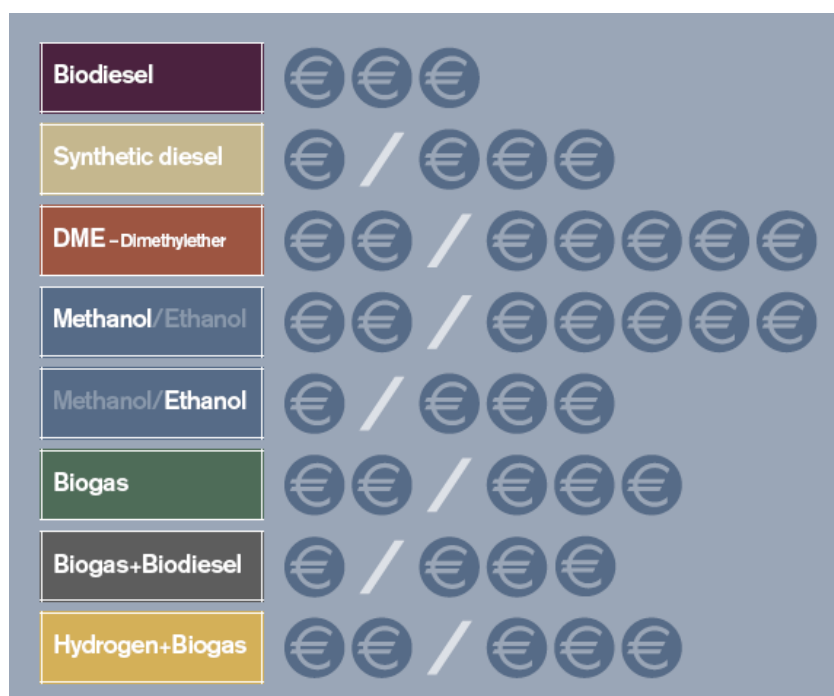 Biodiesel €€€
Synthetic diesel € / €€€
DME – Dimethylether €€ / €€€€€
Methanol/Ethanol €€ / €€€€€
Methanol/Ethanol € / €€€
Biogas €€ / €€€
Biogas+Biodiesel € / €€€
Hydrogen+Biogas €€ / €€€